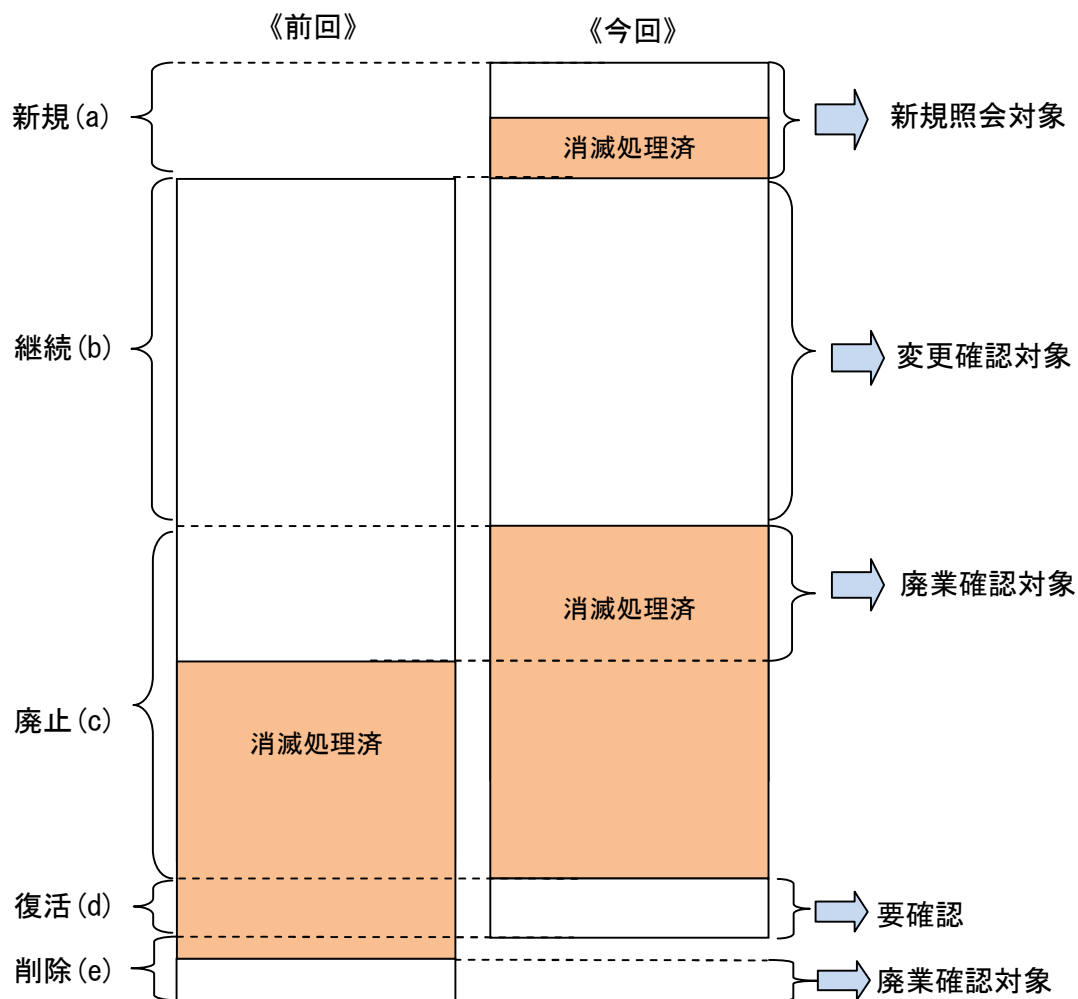 《前回》
《今回》
新規(a)
消滅処理済
新規照会対象
継続(b)
変更確認対象
消滅処理済
廃業確認対象
廃止(c)
消滅処理済
復活(d)
要確認
削除(e)
廃業確認対象